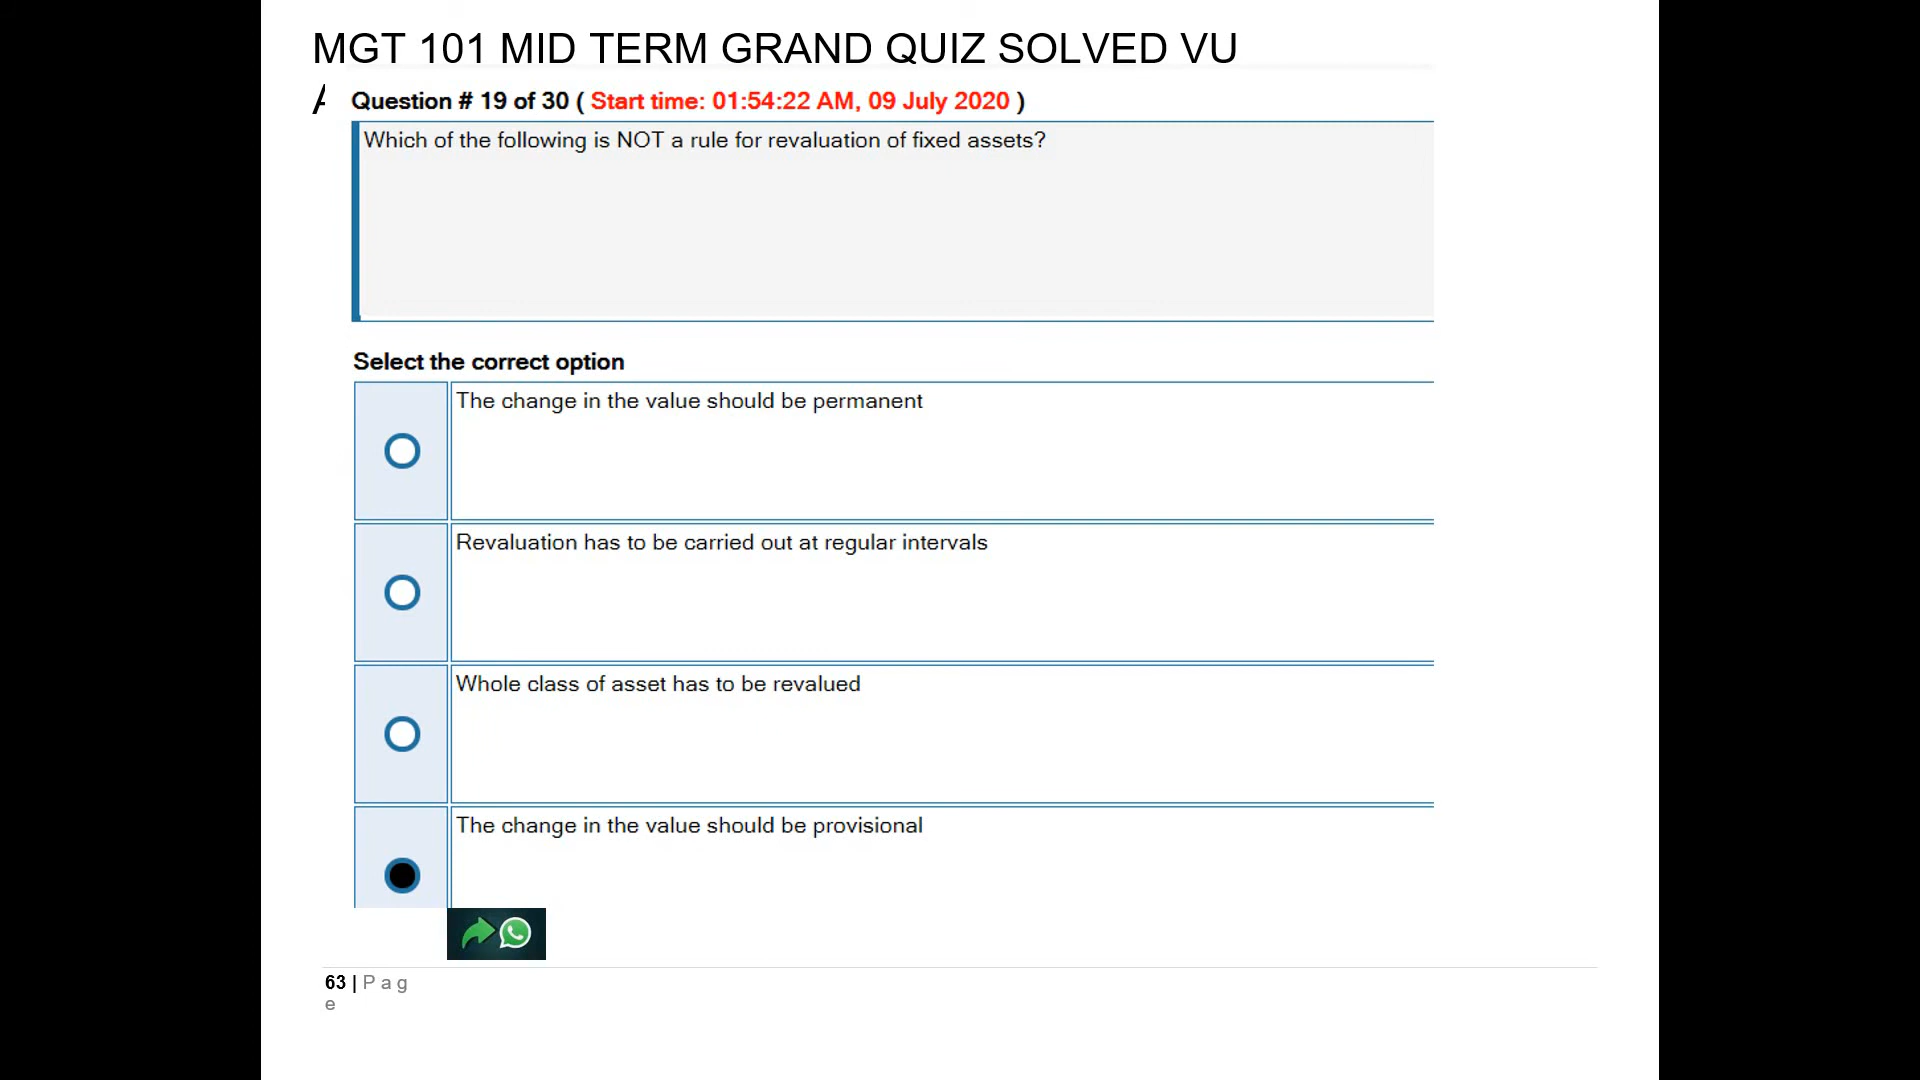 MGT 101 MID TERM GRAND QUIZ SOLVED VU
Question # 19 of 30 ( Start time: 01:54:22 AM, 09 July 2020 )
Which of the following is NOT a rule for revaluation of fixed assets?
Select the correct option
The change in the value should be permanent
Revaluation has to be carried out at regular intervals
Whole class of asset has to be revalued
The change in the value should be provisional
63 | P a g
e